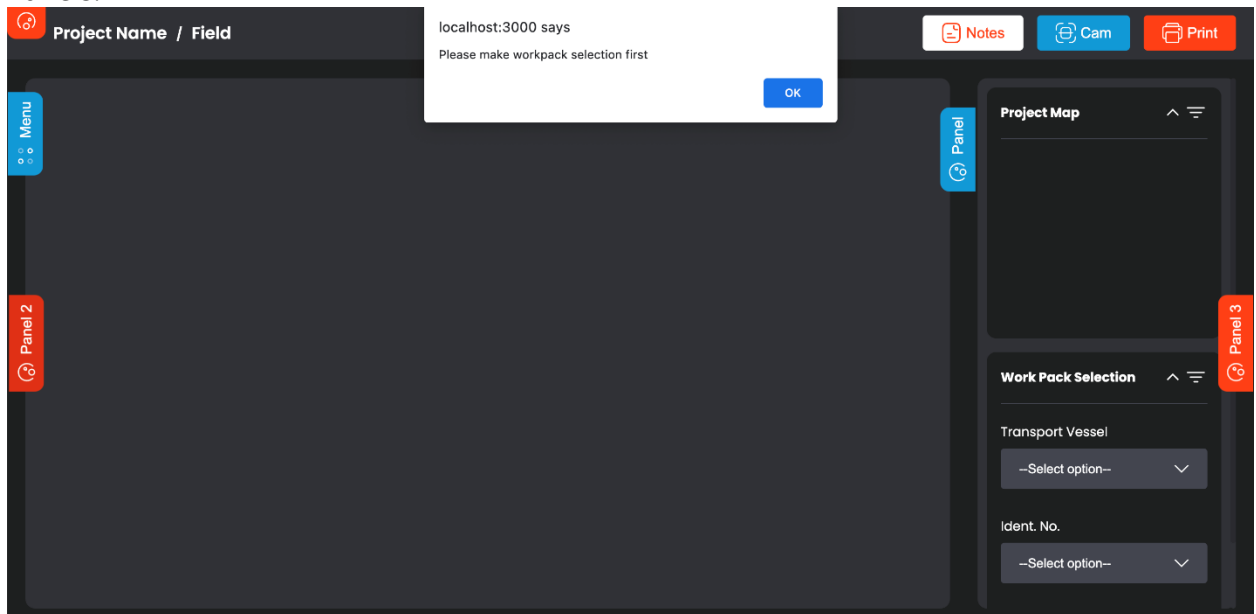 Project Name / Field
localhost:3000 says
Please make workpack selection first
OK
Notes
Cam
Print
Menu
Panel 2
Panel
Project Map
Panel 3
Work Pack Selection
Transport Vessel
--Select option--
Ident. No.
--Select option--